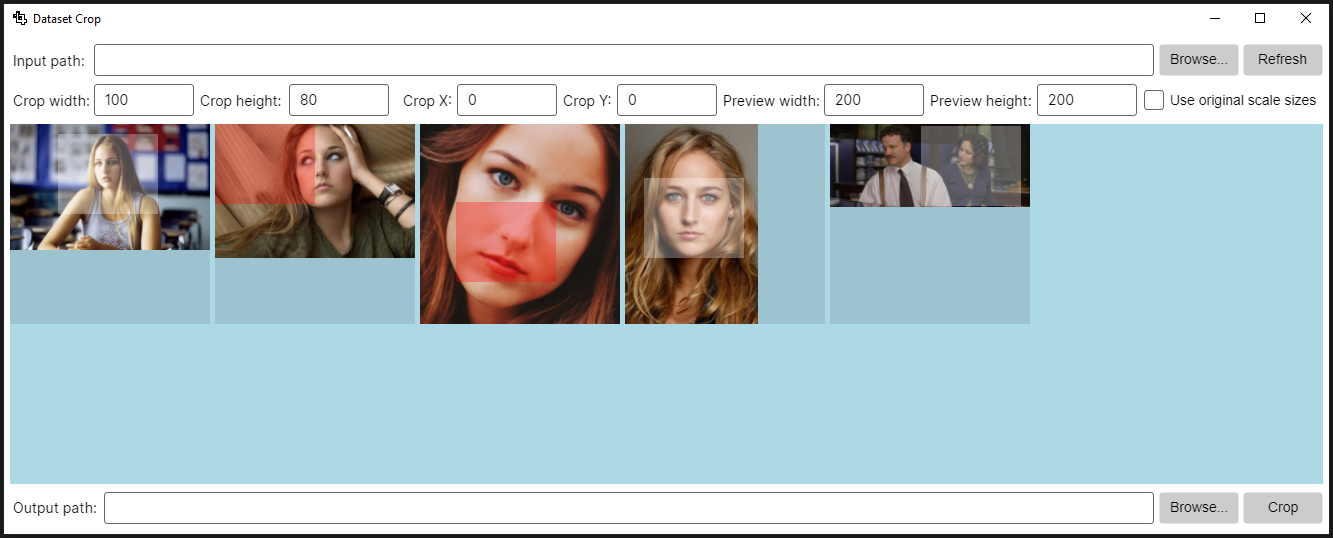 Dataset Crop
Input path: Browse... Refresh
Crop width: 100 Crop height: 80 Crop X: 0 Crop Y: 0 Preview width: 200 Preview height: 200 Use original scale sizes
Output path: Browse... Crop